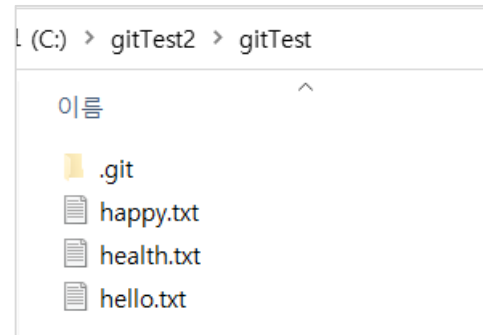 (C:) > gitTest2 > gitTest
이름
.git
happy.txt
health.txt
hello.txt